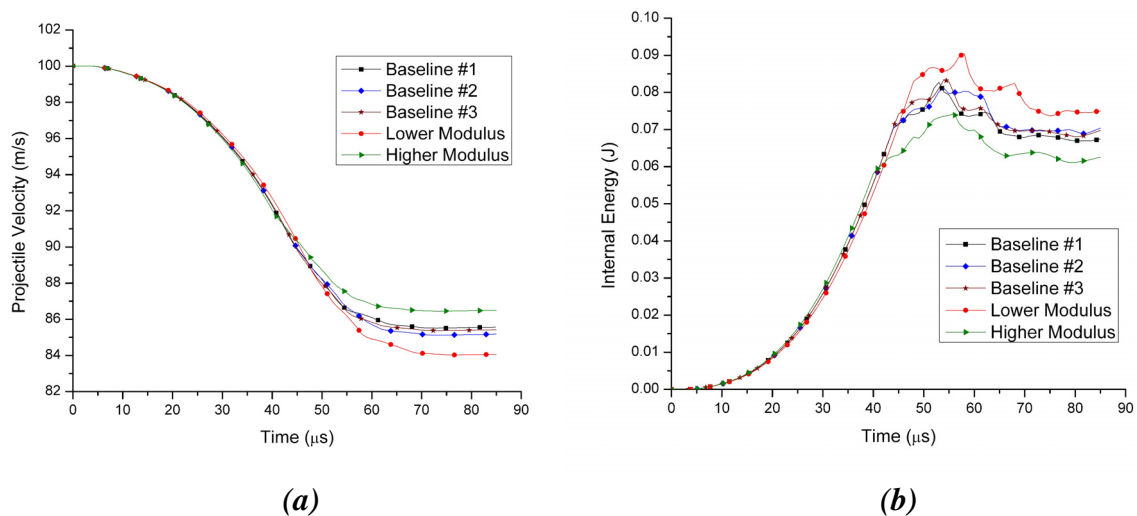 102
100
98
96
94
92
90
88
86
84
82
Projectile Velocity (m/s)
0 10 20 30 40 50 60 70 80 90
Time (μs)
Baseline #1
Baseline #2
Baseline #3
Lower Modulus
Higher Modulus
(a)
0.10
0.09
0.08
0.07
0.06
0.05
0.04
0.03
0.02
0.01
0.00
Internal Energy (J)
0 10 20 30 40 50 60 70 80 90
Time (μs)
Baseline #1
Baseline #2
Baseline #3
Lower Modulus
Higher Modulus
(b)